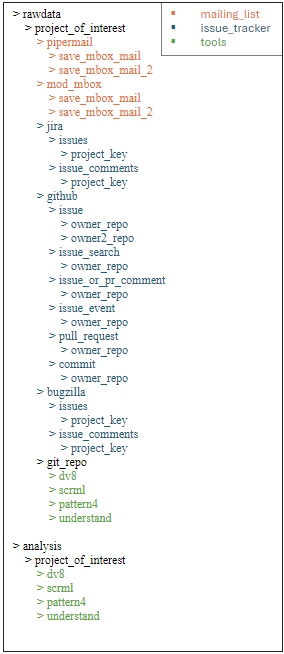 > rawdata
mailing_list
> project_of_interest
issue_tracker
> pipermail
tools
> save_mbox_mail
> save_mbox_mail_2
> mod_mbox
> save_mbox_mail
> save_mbox_mail_2
> jira
> issues
> project_key
> issue_comments
> project_key
> github
> issue
> owner_repo
> owner2_repo
> issue_search
> owner_repo
> issue_or_pr_comment
> owner_repo
> issue_event
> owner_repo
> pull_request
> owner_repo
> commit
> owner_repo
> bugzilla
> issues
> project_key
> issue_comments
> project_key
> git_repo
> dv8
> scrml
> pattern4
> understand
> analysis
> project_of_interest
> dv8
> scrml
> pattern4
> understand